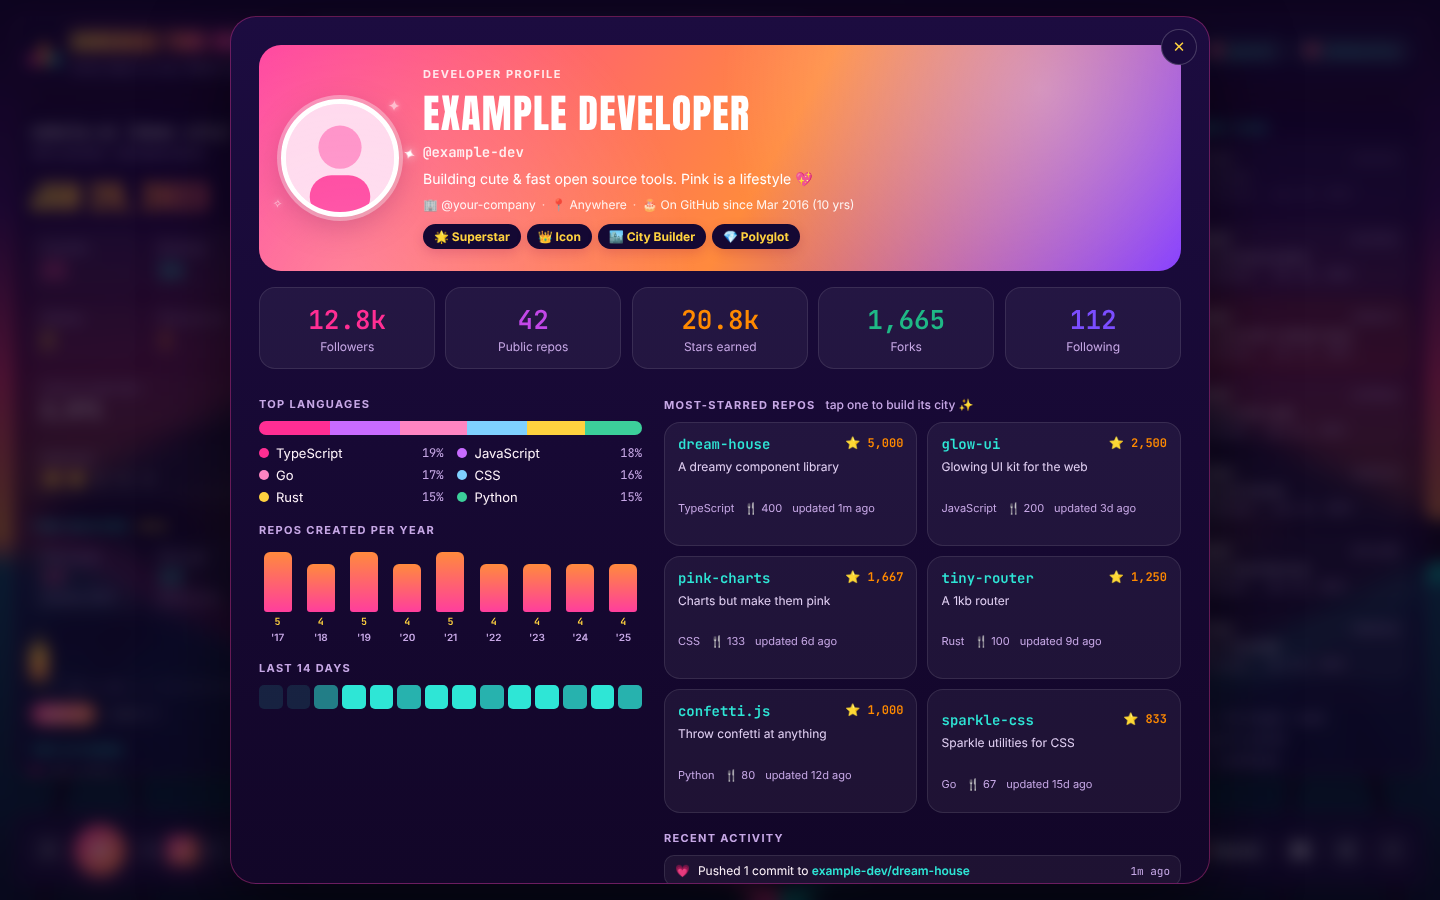 ✕
DEVELOPER PROFILE
EXAMPLE DEVELOPER
@example-dev
Building cute & fast open source tools. Pink is a lifestyle 💖
🏢 @your-company · 📍 Anywhere · 🎂 On GitHub since Mar 2016 (10 yrs)
🌟 Superstar 👑 Icon 🏙️ City Builder 💎 Polyglot
12.8k 42 20.8k 1,665 112
Followers Public repos Stars earned Forks Following
TOP LANGUAGES
TypeScript 19% JavaScript 18%
Go 17% CSS 16%
Rust 15% Python 15%
REPOS CREATED PER YEAR
5 4 5 4 5 4 4 4 4
'17 '18 '19 '20 '21 '22 '23 '24 '25
LAST 14 DAYS
MOST-STARRED REPOS tap one to build its city ✨
dream-house ⭐ 5,000
A dreamy component library
TypeScript 🍴 400 updated 1m ago
glow-ui ⭐ 2,500
Glowing UI kit for the web
JavaScript 🍴 200 updated 3d ago
pink-charts ⭐ 1,667
Charts but make them pink
CSS 🍴 133 updated 6d ago
tiny-router ⭐ 1,250
A 1kb router
Rust 🍴 100 updated 9d ago
confetti.js ⭐ 1,000
Throw confetti at anything
Python 🍴 80 updated 12d ago
sparkle-css ⭐ 833
Sparkle utilities for CSS
Go 🍴 67 updated 15d ago
RECENT ACTIVITY
💗 Pushed 1 commit to example-dev/dream-house 1m ago